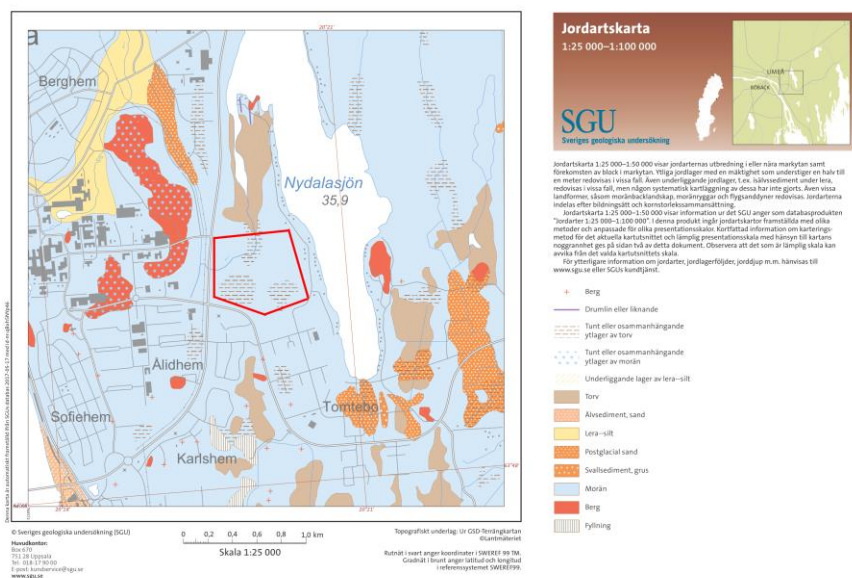 Jordartskarta
1:25 000–1:100 000
SGU
Sveriges geologiska undersökning
UMEÅ
Jordartskarta 1:25 000–1:50 000 visar jordarternas utbredning i eller nära markytan samt
förekomsten av block i markytan. Ytliga jordlager med en mäktighet som understiger en halv till
en meter redovisas i vissa fall. Även underliggande jordlager, t.ex. isälvssediment under lera,
redovisas i vissa fall, men någon systematisk kartläggning av dessa har inte gjorts. Även vissa
landformer, såsom moränbacklandskap, moränryggar och flygsanddyner redovisas. Jordarterna
indelas efter bildningssätt och kornstorlekssammansättning.
Jordartskarta 1:25 000–1:50 000 visar information ur det SGU anger som databasprodukten
"Jordarter 1:25 000–1:100 000". I denna produkt ingår jordartskartor framställda med olika
metoder och anpassade för olika presentationsskalor. Kortfattad information om karterings-
metod för det aktuella kartutsnittet och lämplig presentationsskala med hänsyn till kartans
noggrannhet ges på sidan två av detta dokument. Observera att det som är lämplig skala kan
avvika från det valda kartutsnittets skala.
För ytterligare information om jordarter, jordlagerföljder, jorddjup m.m. hänvisas till
www.sgu.se eller SGUs kundtjänst.
Berg
Drumlin eller liknande
Tunt eller osammanhängande
ytlager av torv
Tunt eller osammanhängande
ytlager av morän
Underliggande lager av lera–silt
Torv
Älvsediment, sand
Lera–silt
Postglacial sand
Svallsediment, grus
Morän
Berg
Fyllning
20°21'
Berghem
Nydalasjön
35,9
Ålidhem
Sofiehem
Karlshem
Tomtebo
20°21'
© Sveriges geologiska undersökning (SGU)
Huvudkontor:
Box 670
751 28 Uppsala
Tel: 018-17 90 00
E-post: kundservice@sgu.se
www.sgu.se
0 0,2 0,4 0,6 0,8 1,0 km
Skala 1:25 000
Topografiskt underlag: Ur GSD-Terrängkartan
©Lantmäteriet
Rutnät i svart anger koordinater i SWEREF 99 TM.
Gradnät i brunt anger latitud och longitud
i referenssystemet SWEREF99.